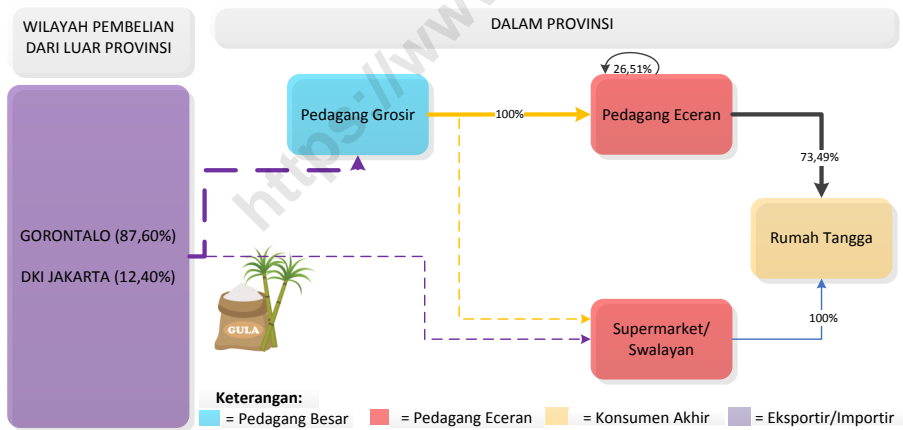 WILAYAH PEMBELIAN
DARI LUAR PROVINSI
DALAM PROVINSI
26,51%
Pedagang Grosir
100%
Pedagang Eceran
73,49%
GORONTALO (87,60%)
DKI JAKARTA (12,40%)
Rumah Tangga
GULA
Supermarket/
Swalayan
100%
Keterangan:
= Pedagang Besar
= Pedagang Eceran
= Konsumen Akhir
= Eksportir/Importir
https://www